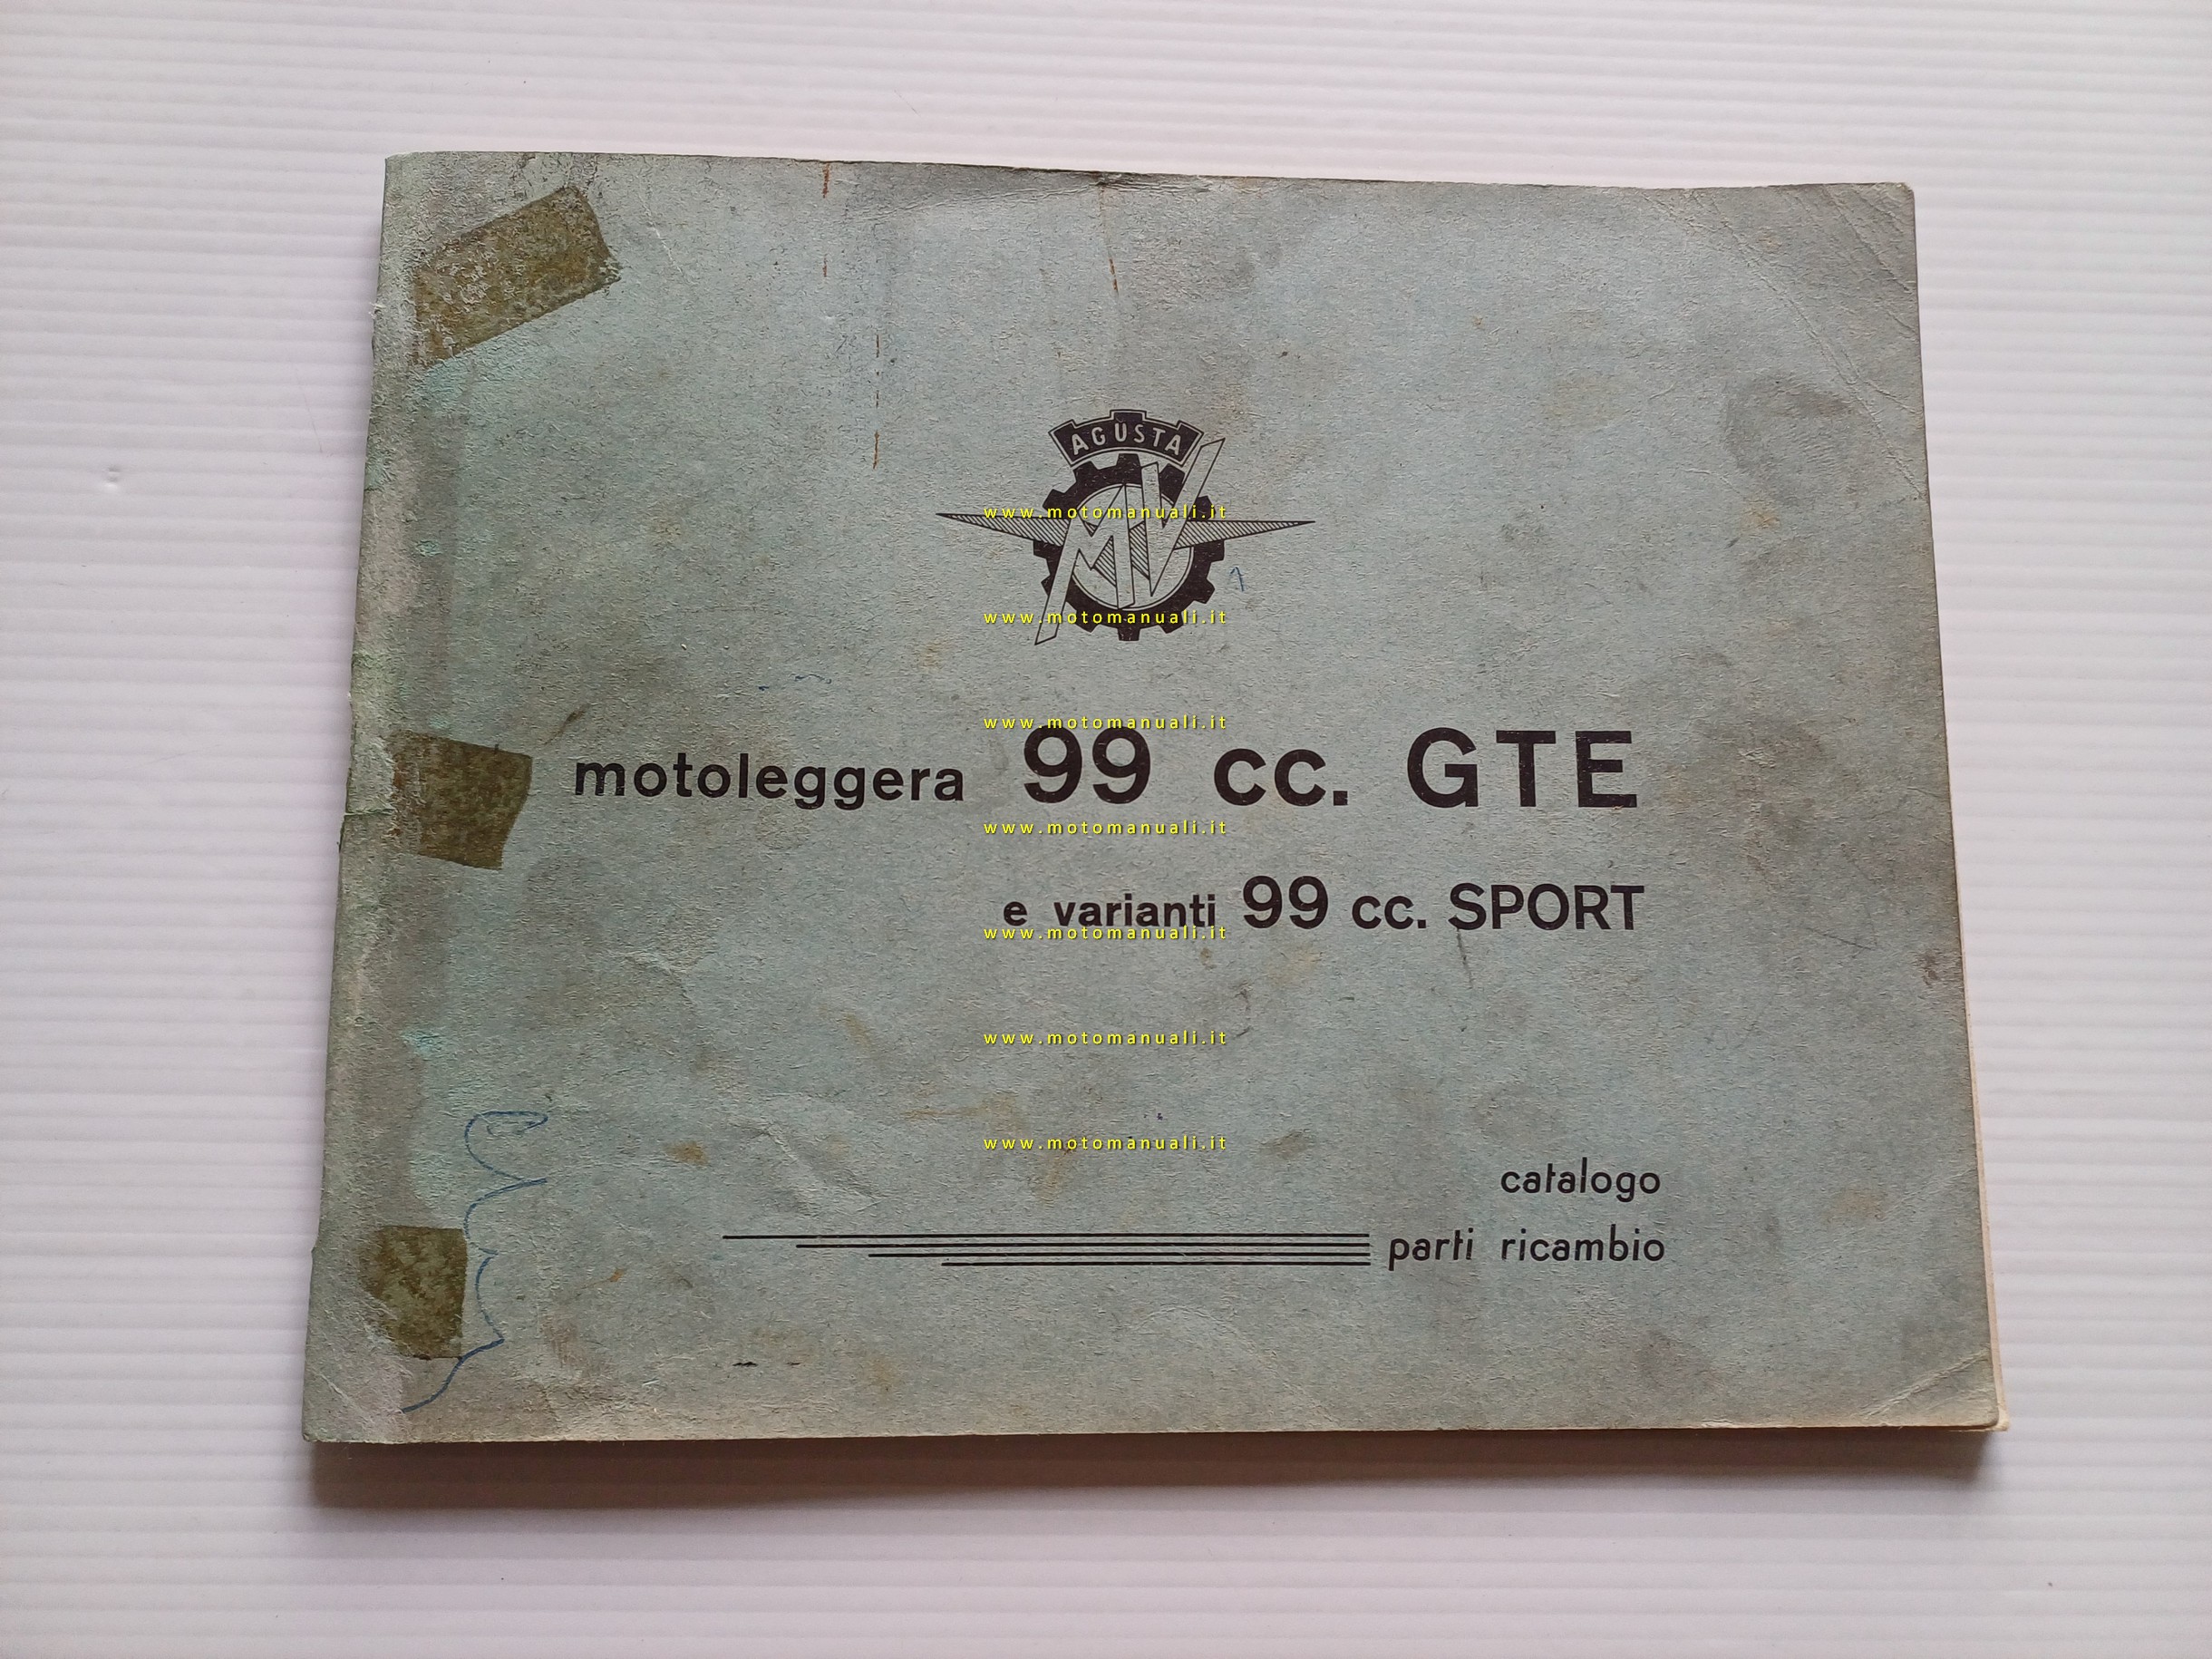 AGUSTA
MV
www.motomanuali.it
www.motomanuali.it
www.motomanuali.it
motoleggera 99 cc. GTE
www.motomanuali.it
e varianti 99 cc. SPORT
www.motomanuali.it
www.motomanuali.it
www.motomanuali.it
catalogo
parti ricambio